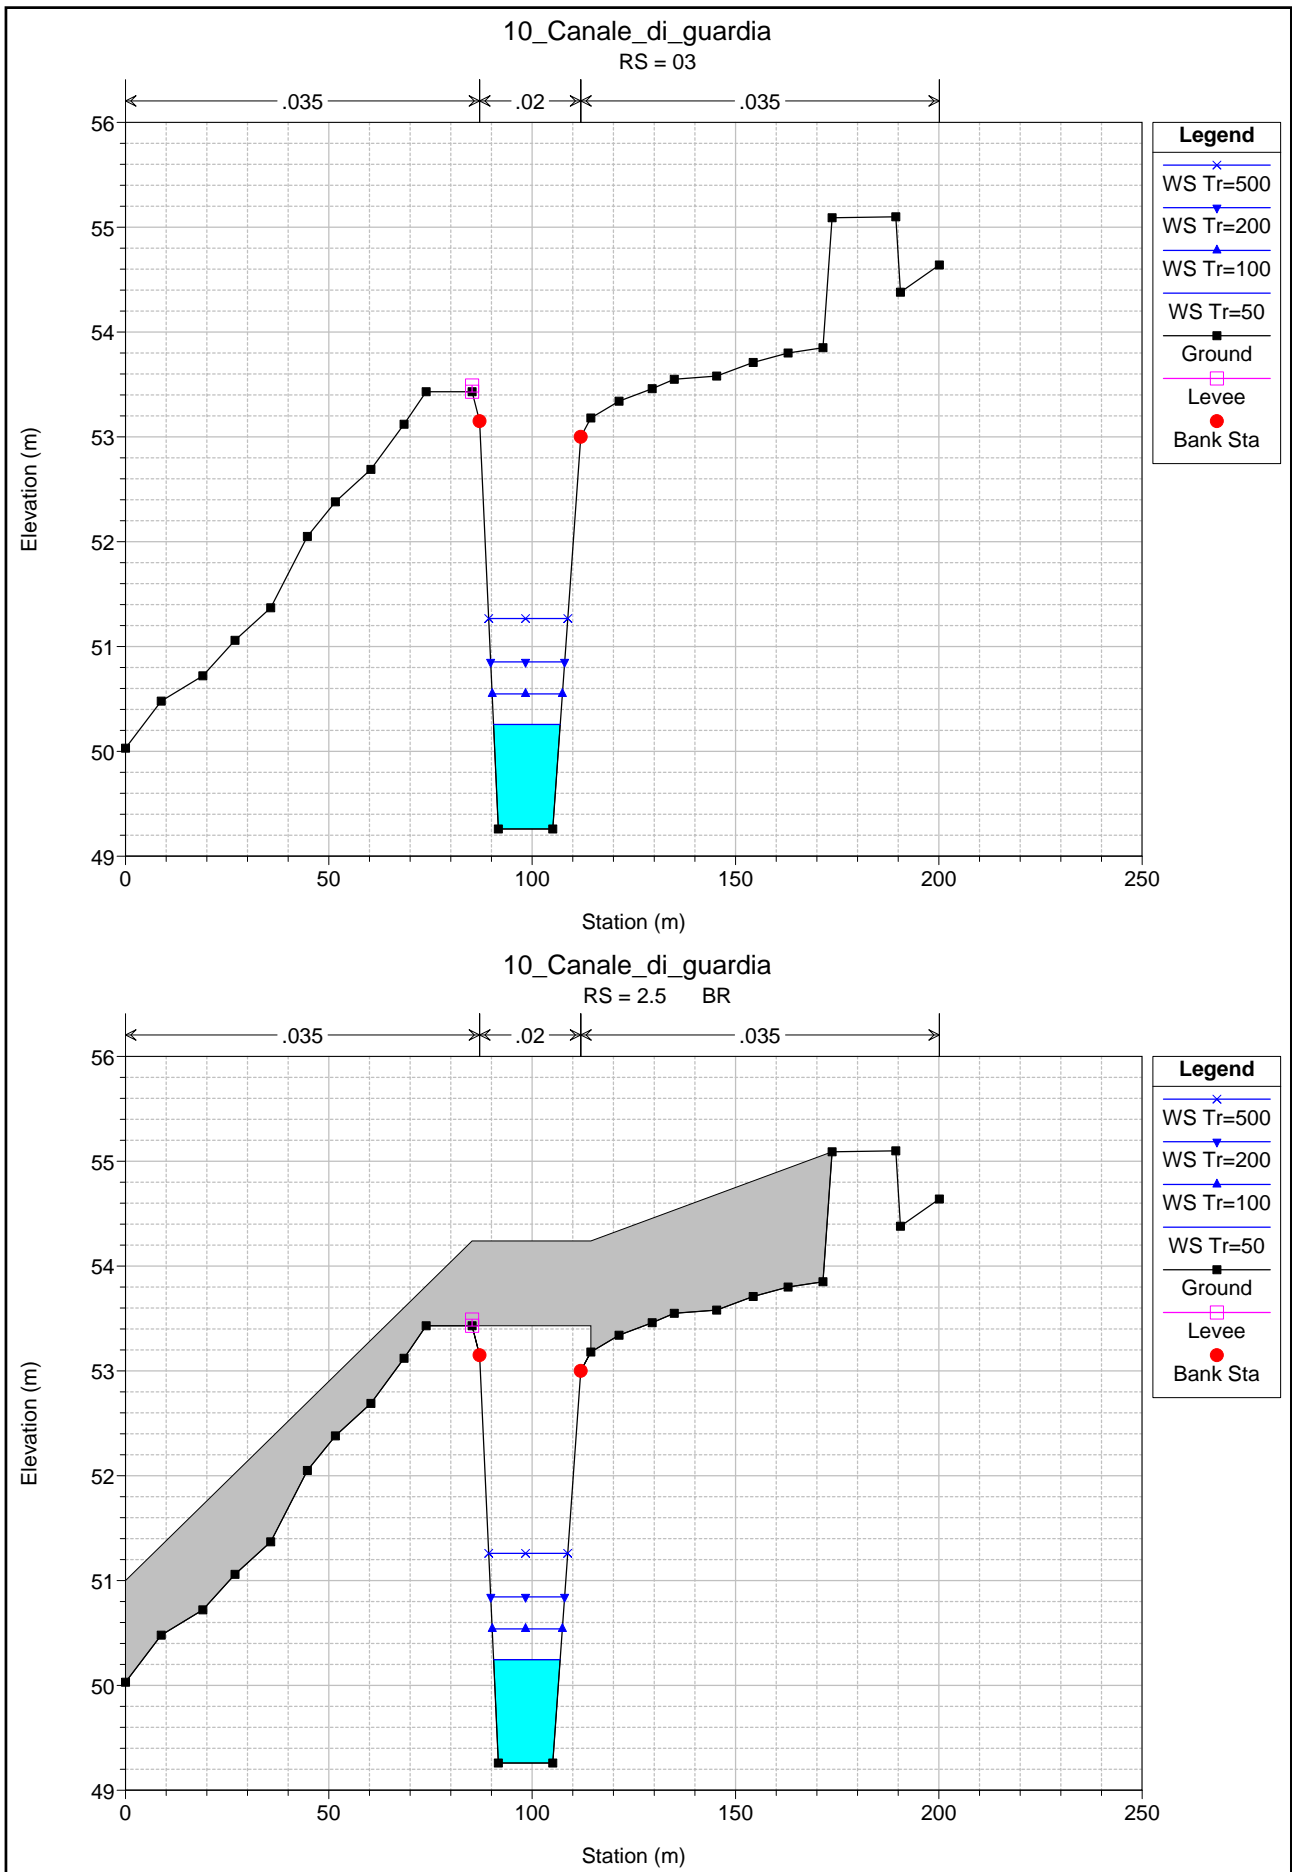 10_Canale_di_guardia
RS = 03
.035
.02
.035
56
55
54
53
52
51
50
49
Elevation (m)
0
50
100
150
200
250
Station (m)
Legend
WS Tr=500
WS Tr=200
WS Tr=100
WS Tr=50
Ground
Levee
Bank Sta
10_Canale_di_guardia
RS = 2.5 BR
.035
.02
.035
56
55
54
53
52
51
50
49
Elevation (m)
0
50
100
150
200
250
Station (m)
Legend
WS Tr=500
WS Tr=200
WS Tr=100
WS Tr=50
Ground
Levee
Bank Sta